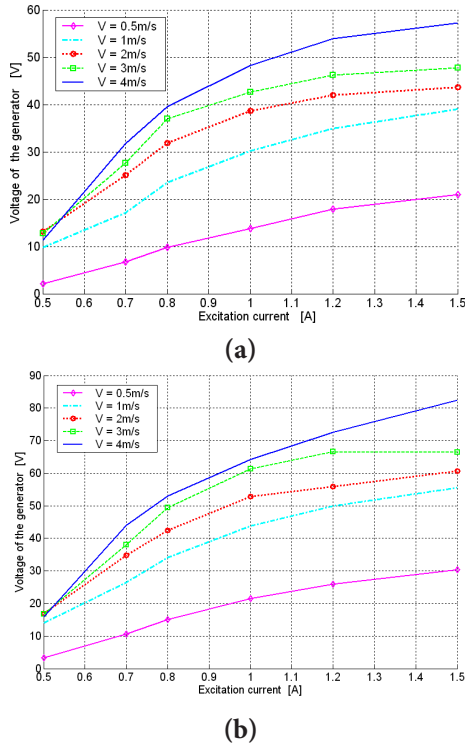 60
50
40
30
20
10
0
Voltage of the generator [V]
V = 0.5m/s
V = 1m/s
V = 2m/s
V = 3m/s
V = 4m/s
0.5 0.6 0.7 0.8 0.9 1 1.1 1.2 1.3 1.4 1.5
Excitation current [A]
(a)
90
80
70
60
50
40
30
20
10
0
Voltage of the generator [V]
V = 0.5m/s
V = 1m/s
V = 2m/s
V = 3m/s
V = 4m/s
0.5 0.6 0.7 0.8 0.9 1 1.1 1.2 1.3 1.4 1.5
Excitation current [A]
(b)